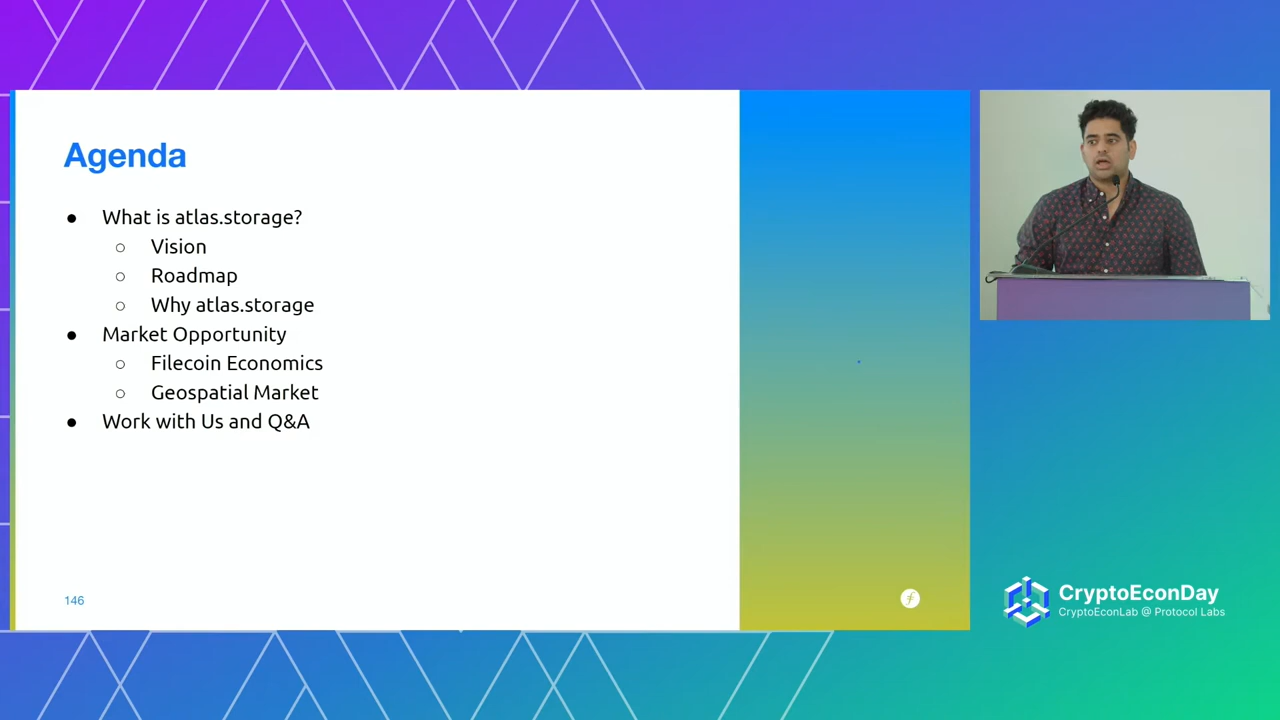 Agenda
● What is atlas.storage?
○ Vision
○ Roadmap
○ Why atlas.storage
● Market Opportunity
○ Filecoin Economics
○ Geospatial Market
● Work with Us and Q&A
146
CryptoEconDay
CryptoEconLab @ Protocol Labs